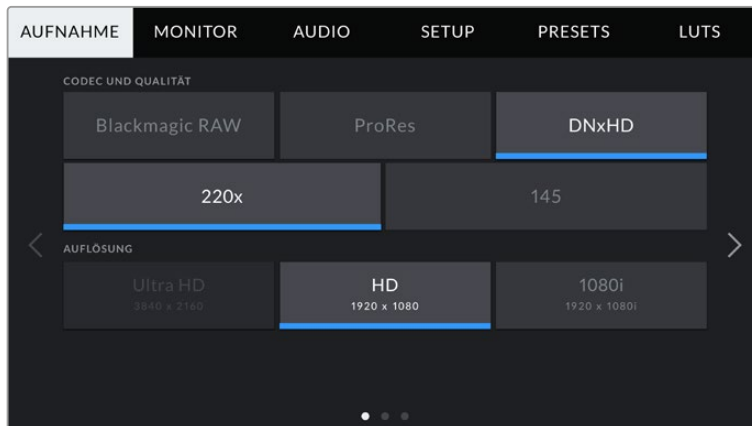 AUFNAHME MONITOR AUDIO SETUP PRESETS LUTS
CODEC UND QUALITÄT
Blackmagic RAW ProRes DNxHD
220x 145
AUFLÖSUNG
Ultra HD HD 1080i
3840 x 2160 1920 x 1080 1920 x 1080i